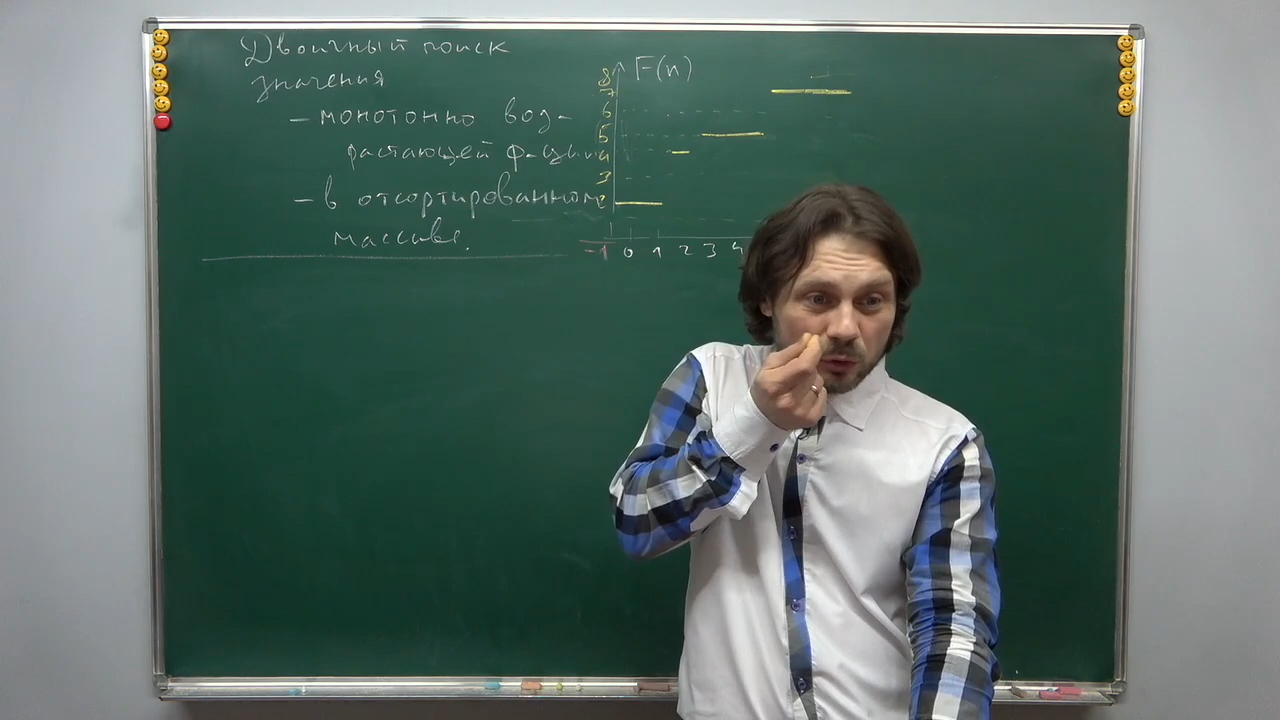 Двоичный поиск
значения
- монотонно воз-
растающей ф-ции
- в отсортированном
массиве.
F(n)
8
7
6
5
4
3
2
-1 0 1 2 3 4